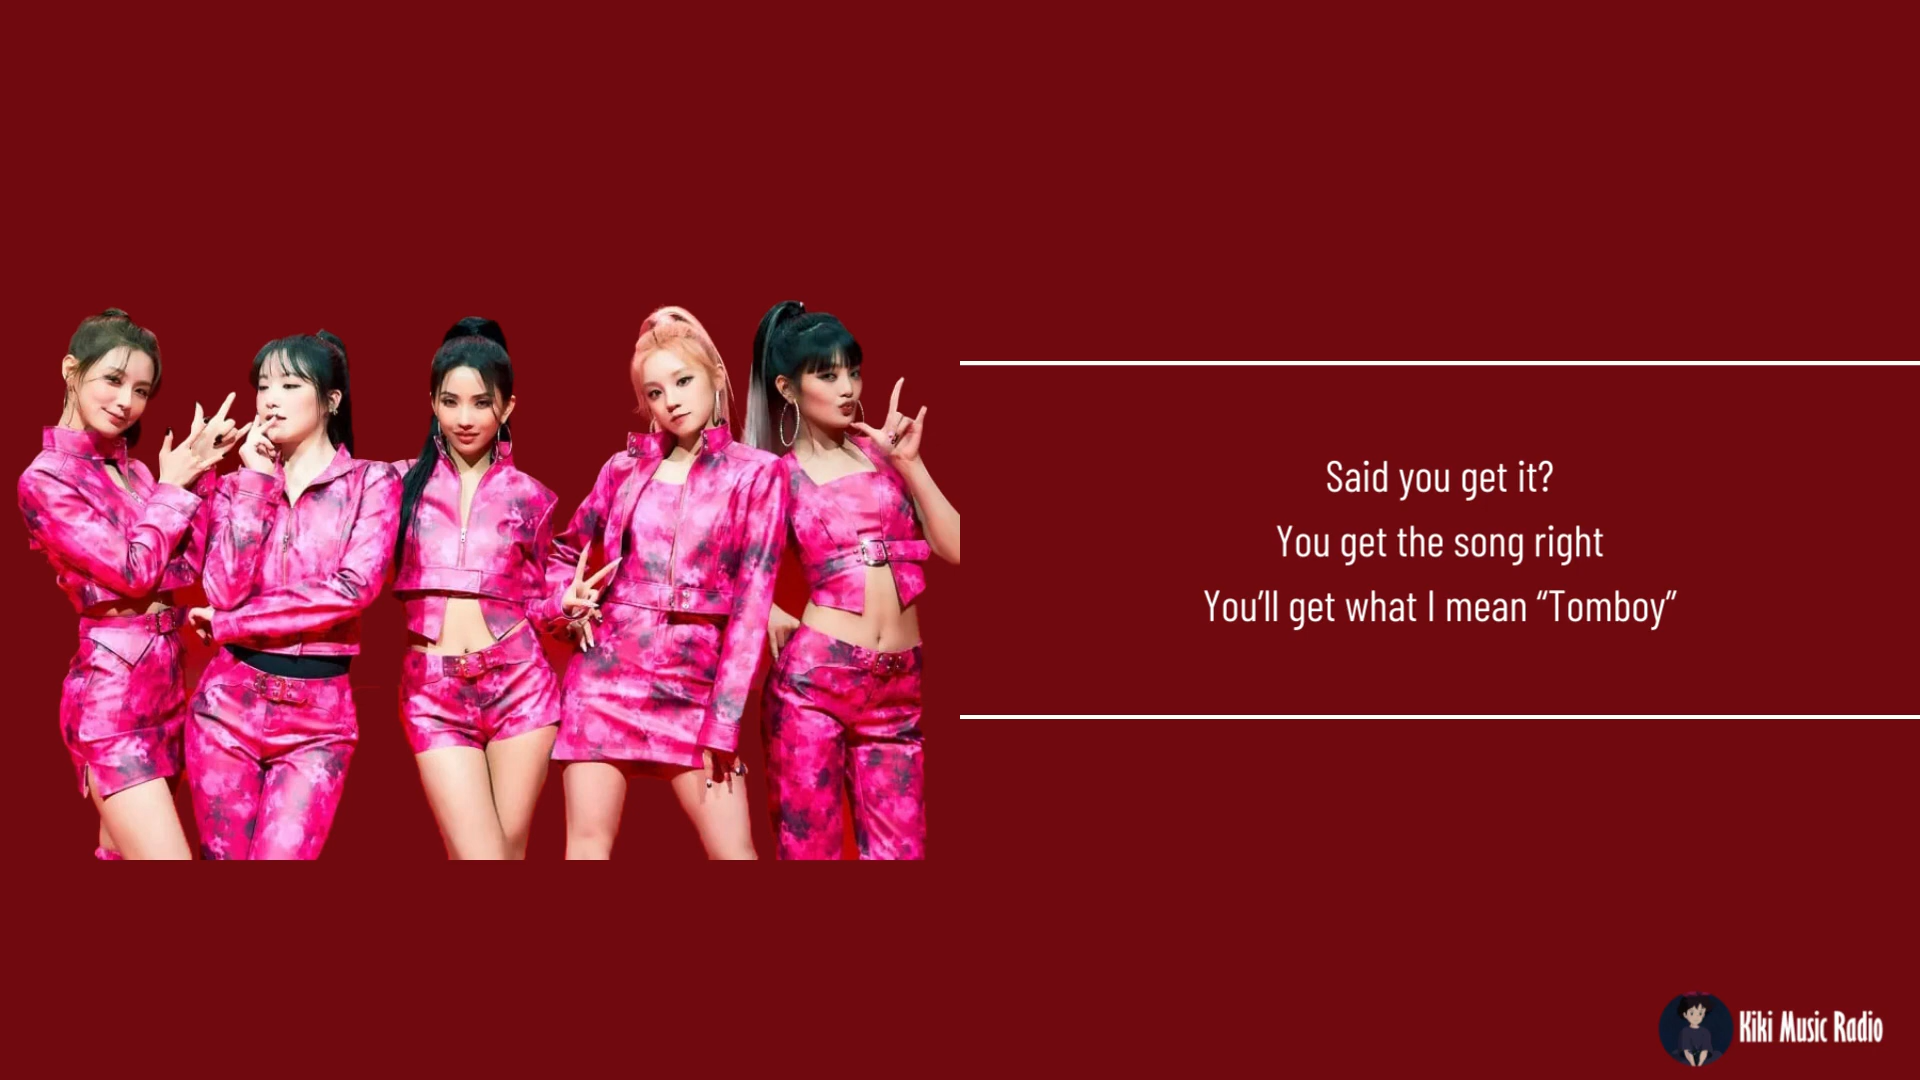 Said you get it?
You get the song right
You’ll get what I mean “Tomboy”
Kiki Music Radio